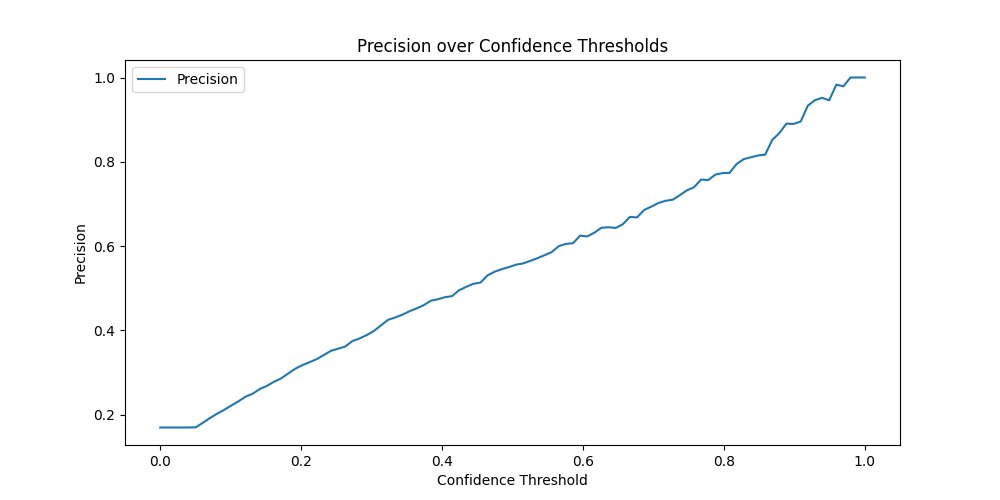 Precision over Confidence Thresholds
Precision
1.0
0.8
0.6
0.4
0.2
Precision
0.0 0.2 0.4 0.6 0.8 1.0
Confidence Threshold